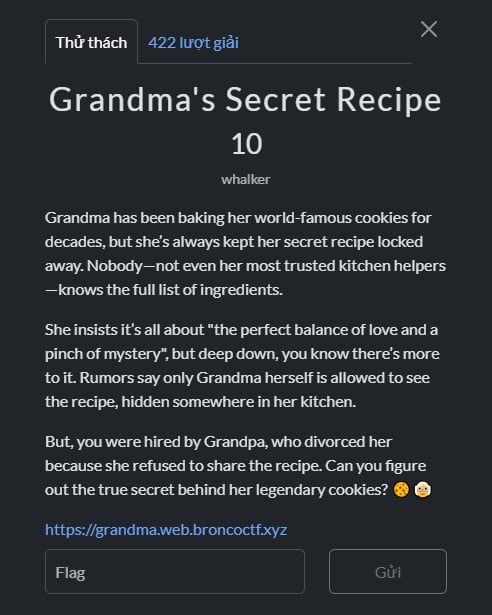 Thử thách
422 lượt giải
Grandma's Secret Recipe
10
whalker
Grandma has been baking her world-famous cookies for
decades, but she’s always kept her secret recipe locked
away. Nobody—not even her most trusted kitchen helpers
—knows the full list of ingredients.
She insists it’s all about "the perfect balance of love and a
pinch of mystery", but deep down, you know there’s more
to it. Rumors say only Grandma herself is allowed to see
the recipe, hidden somewhere in her kitchen.
But, you were hired by Grandpa, who divorced her
because she refused to share the recipe. Can you figure
out the true secret behind her legendary cookies? 🍪 👵
https://grandma.web.broncoctf.xyz
Flag
Gửi